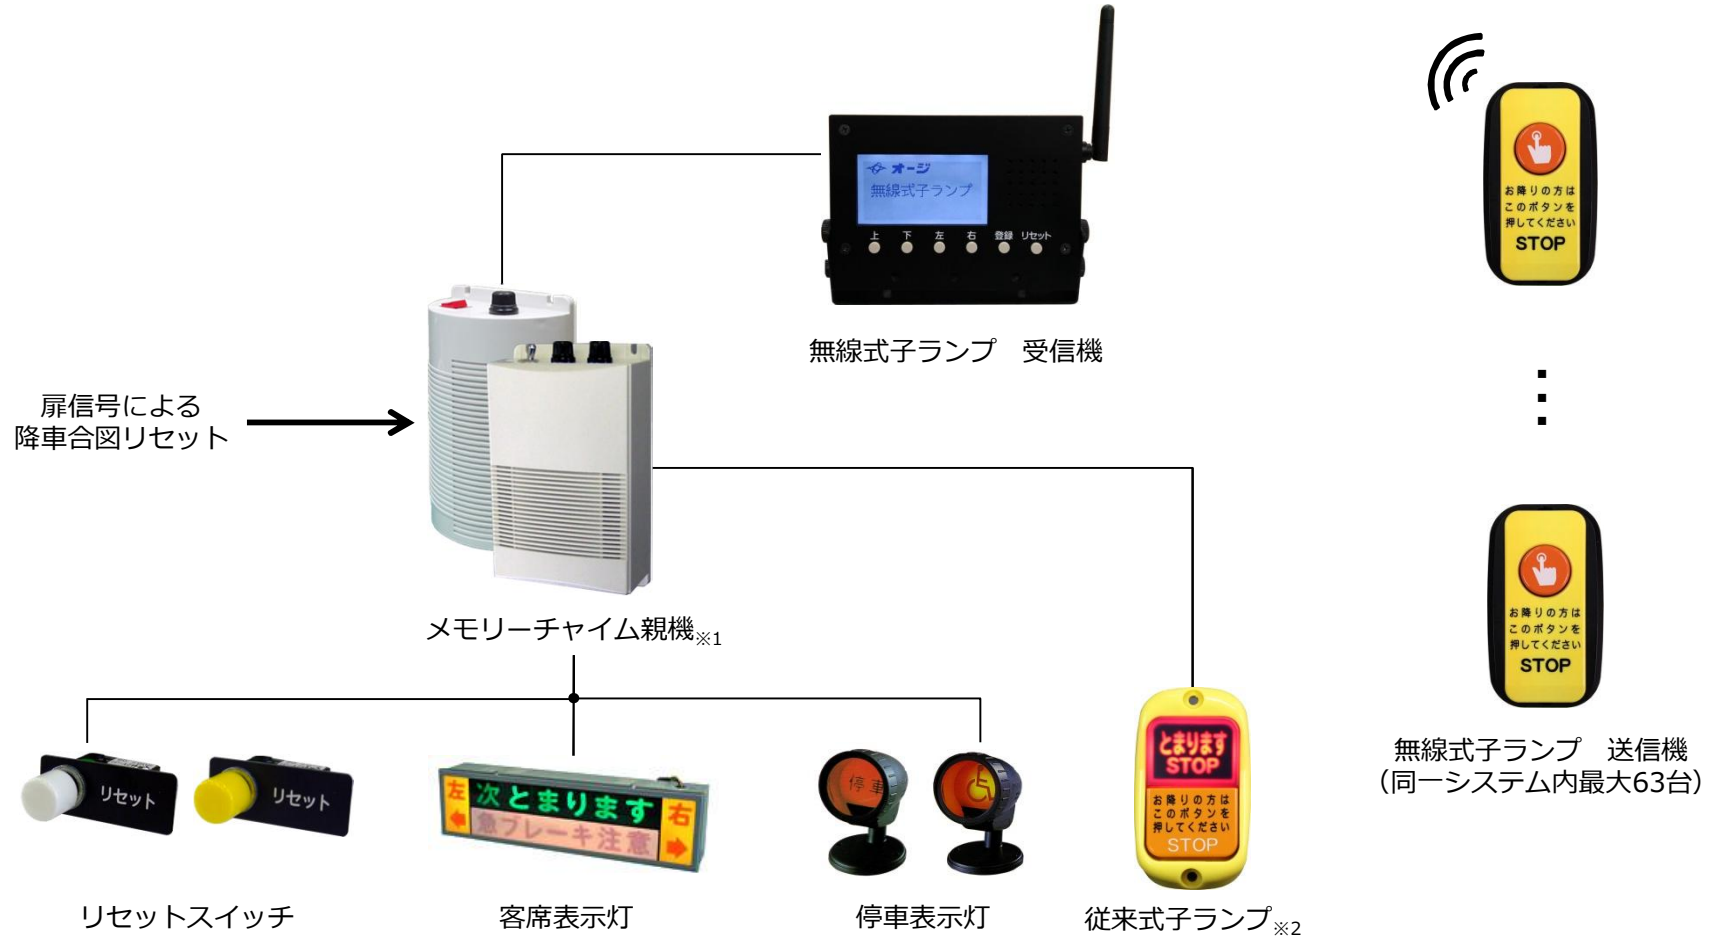 オージ
無線式子ランプ
上 下 左 右 登録 リセット
無線式子ランプ　受信機
お降りの方は
このボタンを
押してください
STOP
扉信号による
降車合図リセット
メモリーチャイム親機※1
お降りの方は
このボタンを
押してください
STOP
無線式子ランプ　送信機
（同一システム内最大63台）
リセット
リセット
左 次とまります 右
急ブレーキ注意
停車
とまります
STOP
お降りの方は
このボタンを
押してください
STOP
リセットスイッチ
客席表示灯
停車表示灯
従来式子ランプ※2